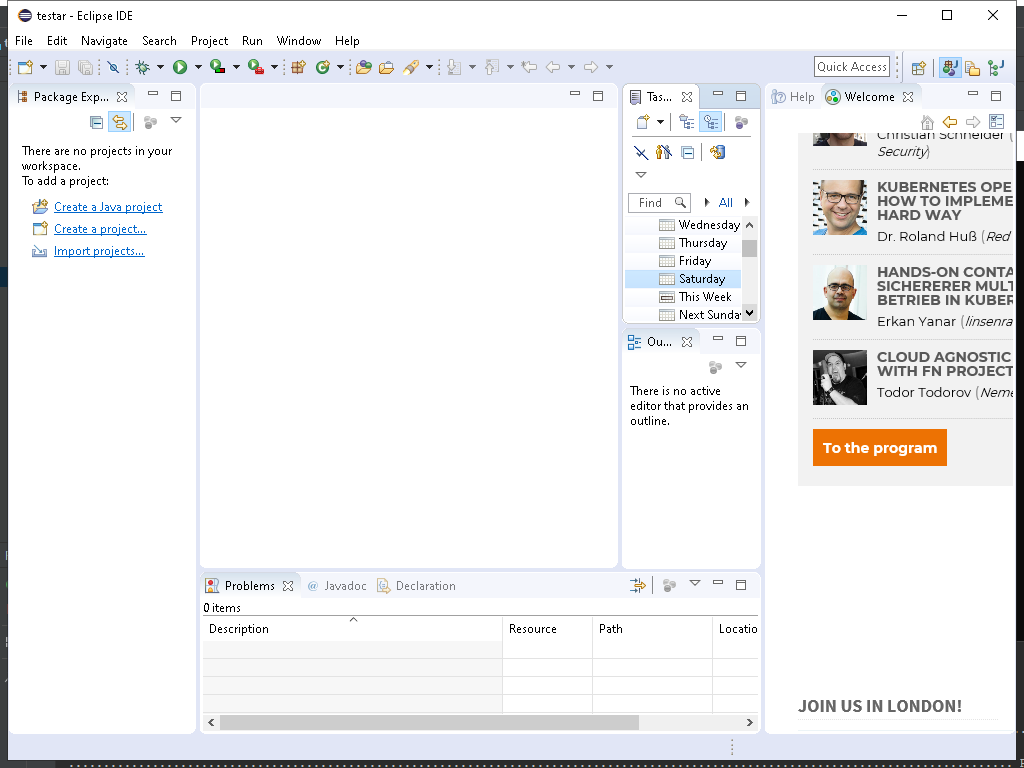 testar - Eclipse IDE
File Edit Navigate Search Project Run Window Help
Quick Access
Package Exp...
There are no projects in your
workspace.
To add a project:
Create a Java project
Create a project...
Import projects...
Tas...
Find
All
Wednesday
Thursday
Friday
Saturday
This Week
Next Sunda
Ou...
There is no active
editor that provides an
outline.
Problems @ Javadoc Declaration
0 items
Description Resource Path Locatio
Help Welcome
Christian Schneider (
Security)
KUBERNETES OPE
HOW TO IMPLEME
HARD WAY
Dr. Roland Huß (Red
HANDS-ON CONTA
SICHERERER MULT
BETRIEB IN KUBER
Erkan Yanar (linsenra
CLOUD AGNOSTIC
WITH FN PROJECT
Todor Todorov (Neme
To the program
JOIN US IN LONDON!